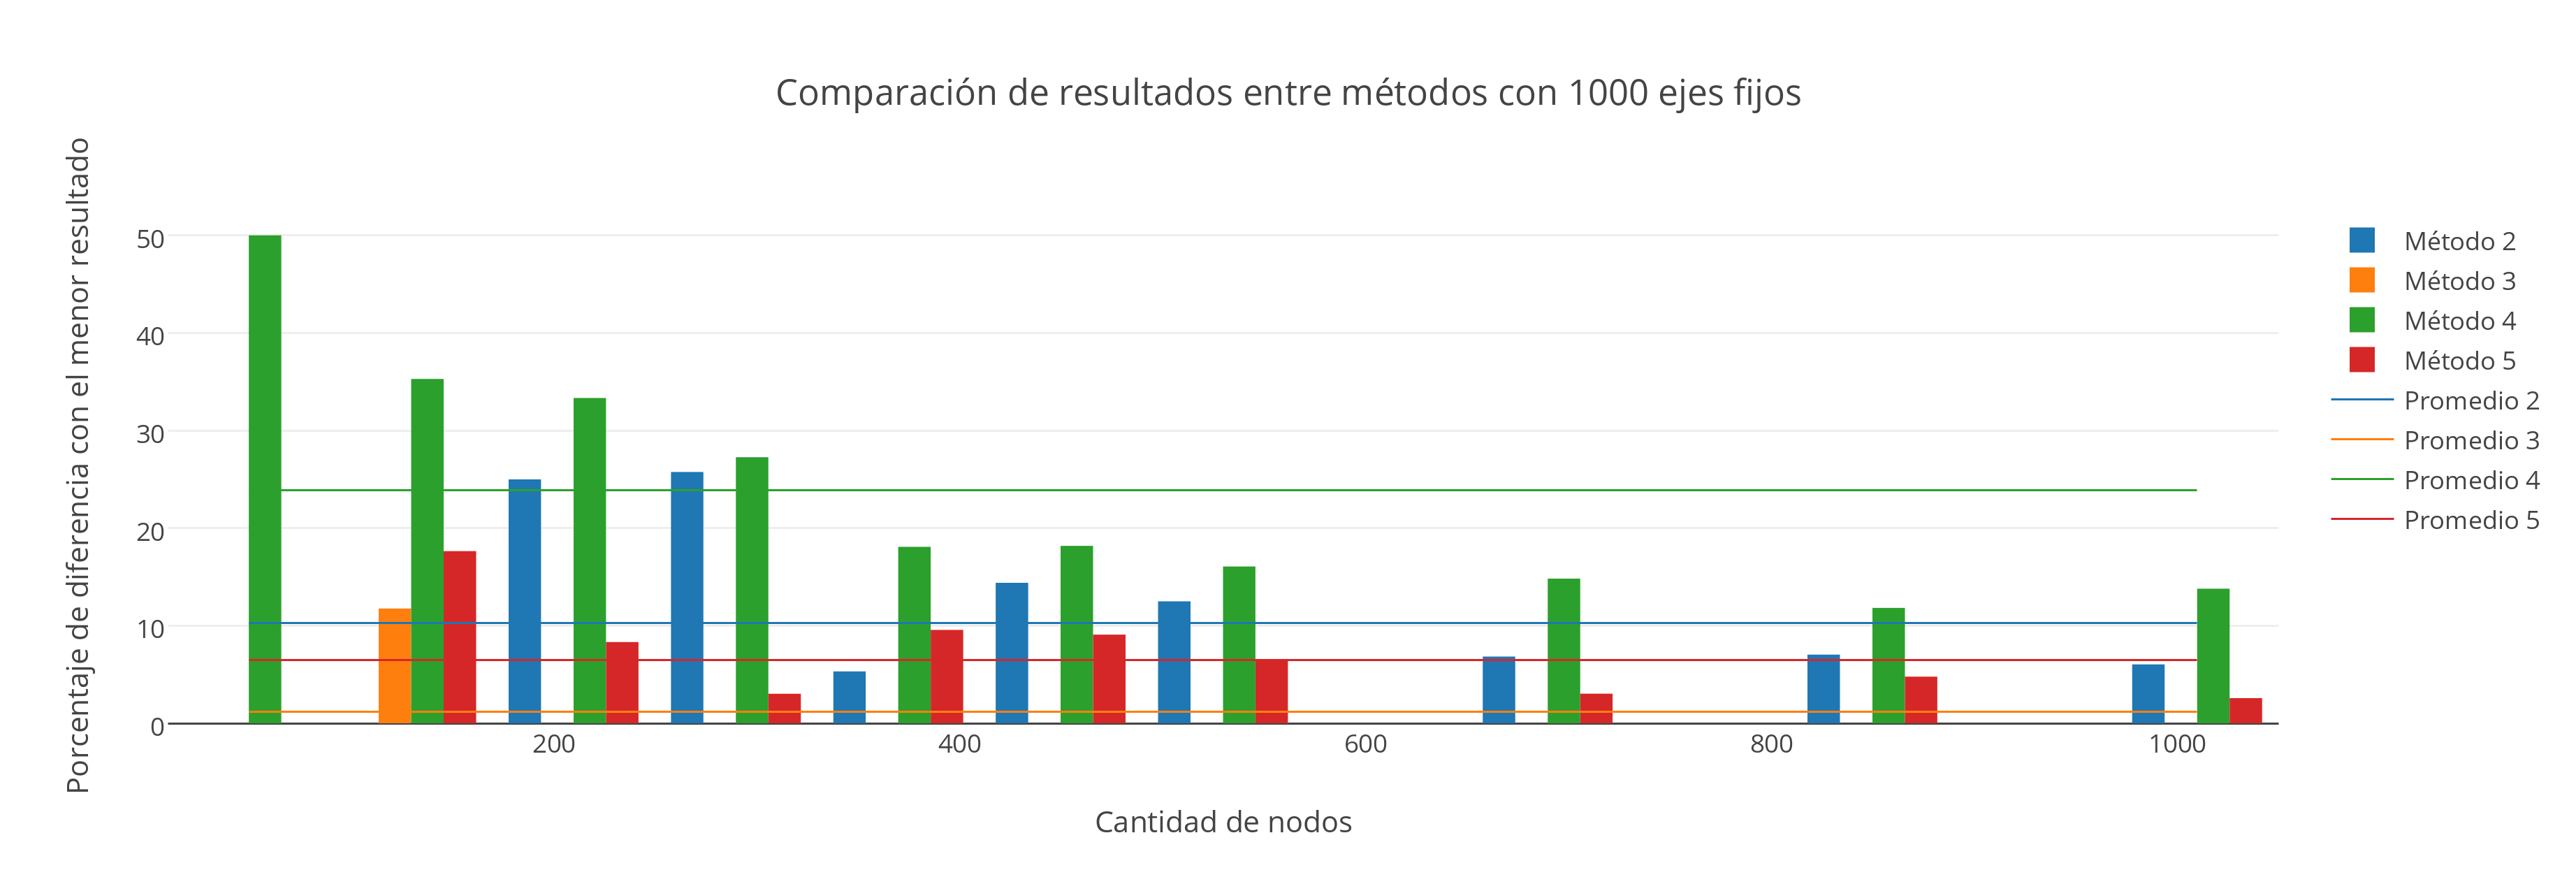 Comparación de resultados entre métodos con 1000 ejes fijos
Porcentaje de diferencia con el menor resultado
50
40
30
20
10
0
200
400
600
800
1000
Cantidad de nodos
Método 2
Método 3
Método 4
Método 5
Promedio 2
Promedio 3
Promedio 4
Promedio 5